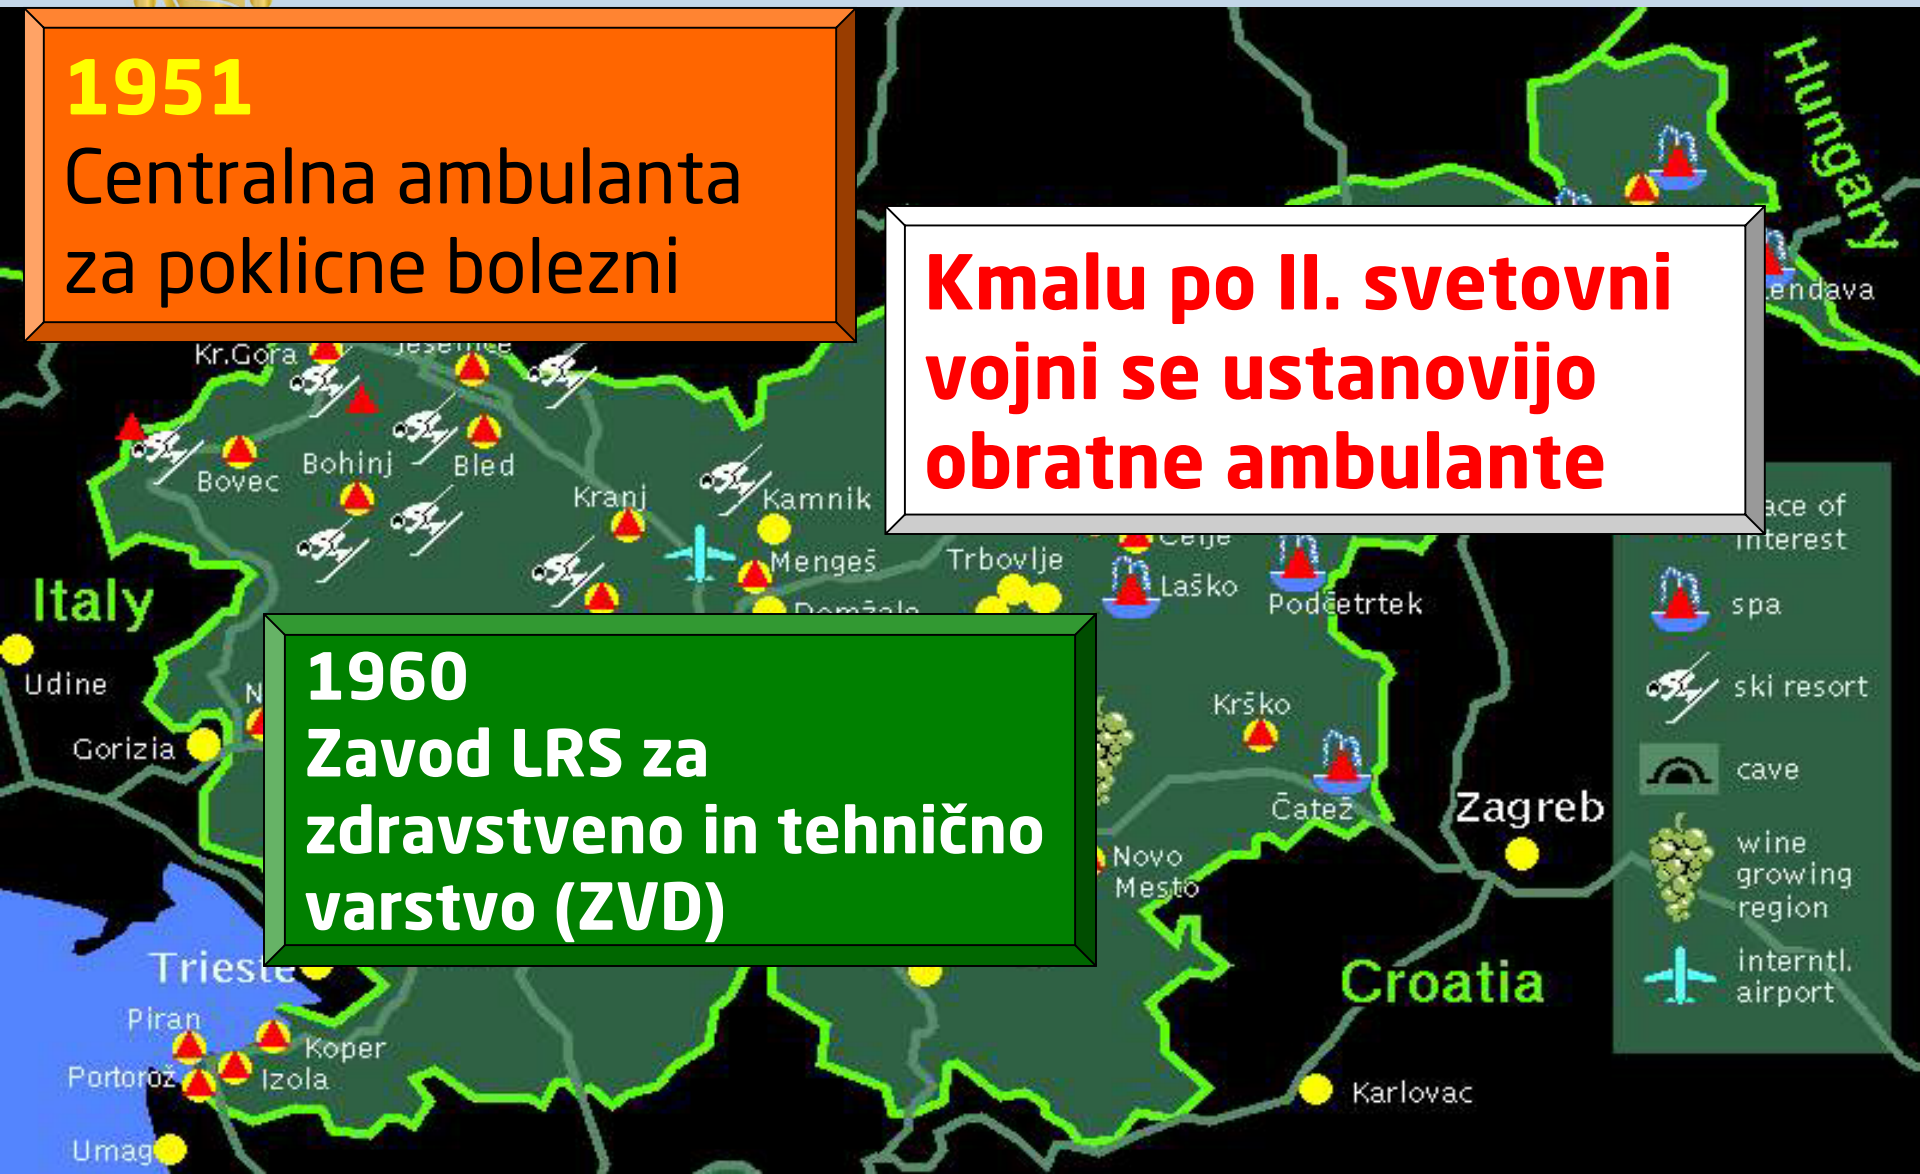 1951
Centralna ambulanta
za poklicne bolezni
Kmalu po II. svetovni
vojni se ustanovijo
obratne ambulante
1960
Zavod LRS za
zdravstveno in tehnično
varstvo (ZVD)
Hungary
Kr.Gora
Bovec
Bohinj
Bled
Kranj
Kamnik
Mengeš
Trbovlje
Laško
Podčetrtek
Italy
Udine
Gorizia
Krško
Čatež
Zagreb
Novo
Mesto
Trieste
Piran
Portorož
Koper
Izola
Umag
Croatia
Karlovac
interest
spa
ski resort
cave
wine
growing
region
interntl.
airport